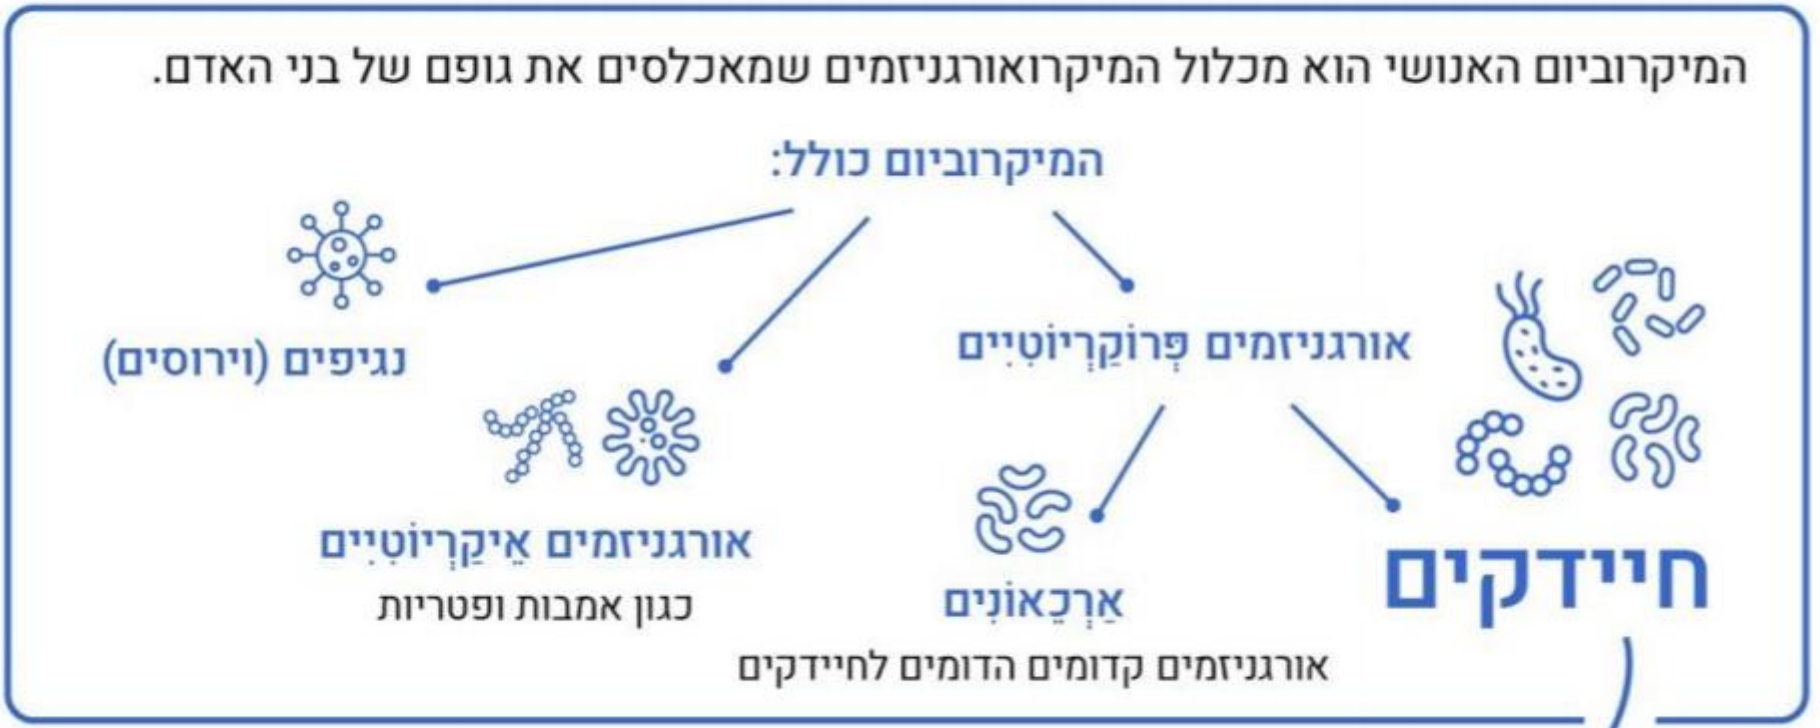 המיקרוביום האנושי הוא מכלול המיקרואורגניזמים שמאכלסים את גופם של בני האדם.
המיקרוביום כולל:
אורגניזמים פְּרוֹקַרְיוֹטִיִים
חיידקים
אַרְכֵאוֹנִים
אורגניזמים קדומים הדומים לחיידקים
אורגניזמים אֵיקַרְיוֹטִיִים
כגון אמבות ופטריות
נגיפים (וירוסים)